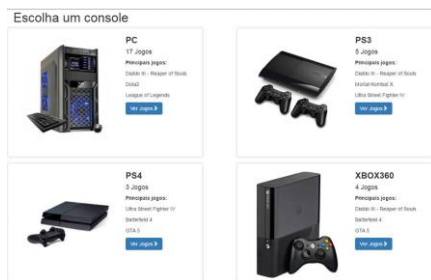 Escolha um console
PC
17 Jogos
Principais jogos:
Diablo III - Reaper of Souls
Dota2
League of Legends
Ver Jogos
PS3
5 Jogos
Principais jogos:
Diablo III - Reaper of Souls
Mortal Kombat X
Ultra Street Fighter IV
Ver Jogos
PS4
3 Jogos
Principais jogos:
Ultra Street Fighter IV
Battlefield 4
GTA 5
Ver Jogos
XBOX360
4 Jogos
Principais jogos:
Diablo III - Reaper of Souls
Battlefield 4
GTA 5
Ver Jogos